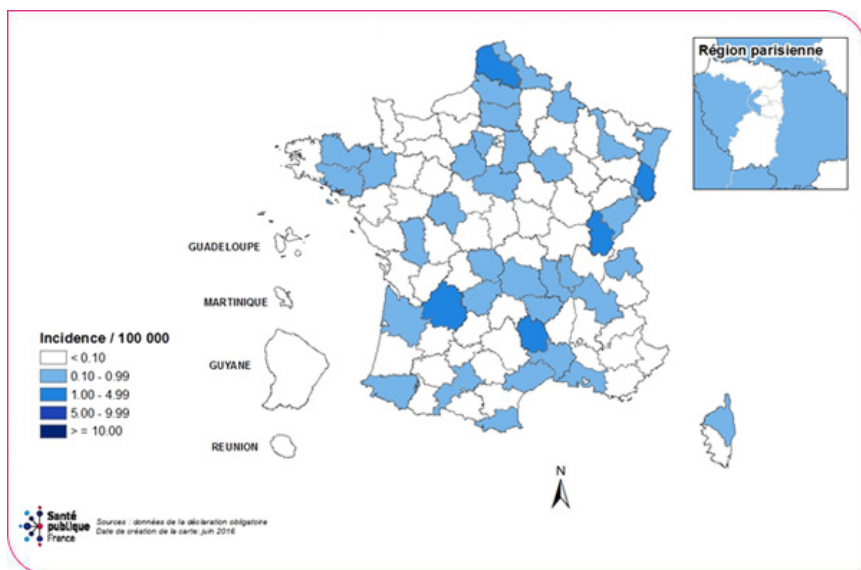 Région parisienne
GUADELOUPE
MARTINIQUE
GUYANE
REUNION
Incidence / 100 000
< 0.10
0.10 - 0.99
1.00 - 4.99
5.00 - 9.99
> = 10.00
N
Santé
publique
France
Sources : données de la déclaration obligatoire
Date de création de la carte: juin 2016